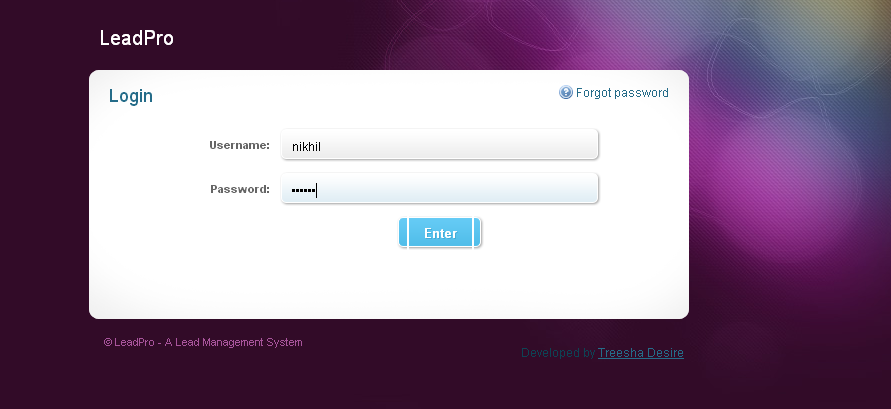 LeadPro
Login
Forgot password
Username: nikhil
Password: ••••••
Enter
© LeadPro - A Lead Management System
Developed by Treesha Desire